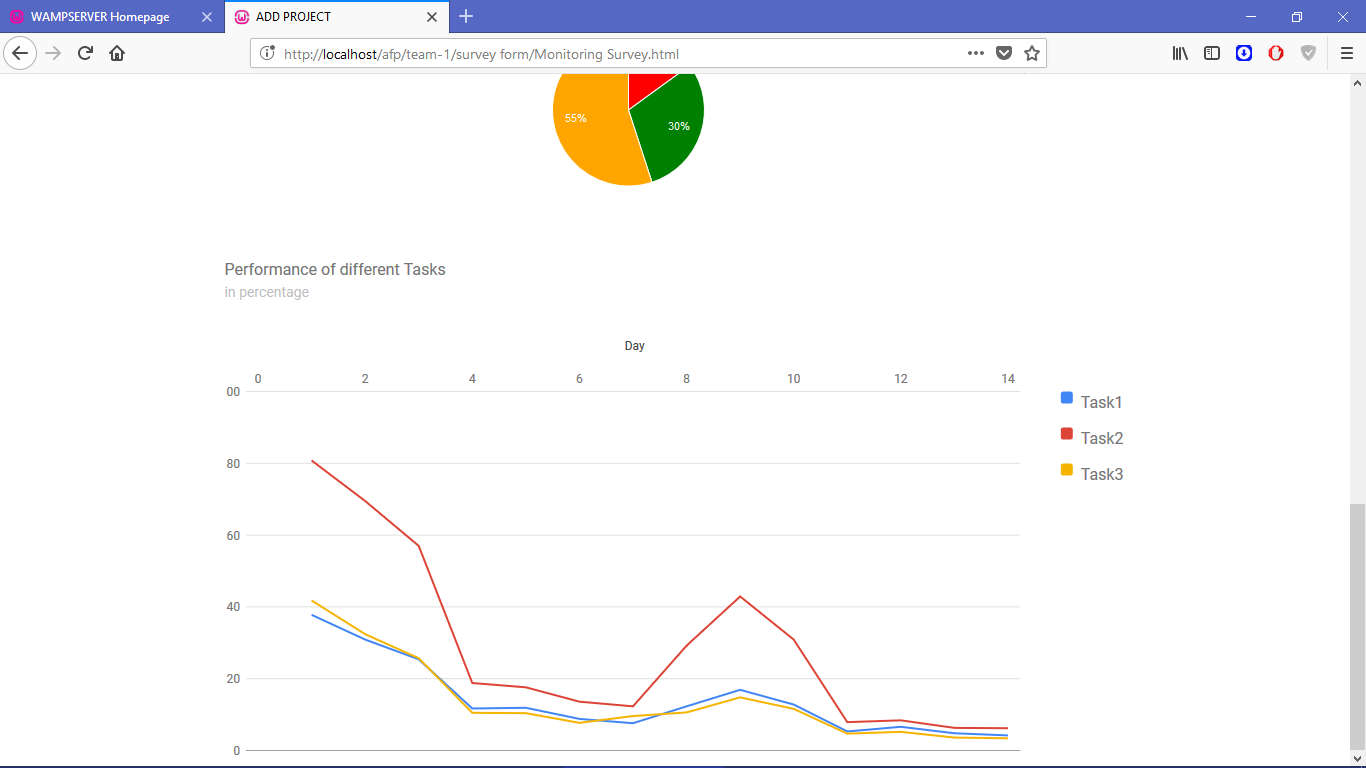 WAMPSERVER Homepage
ADD PROJECT
http://localhost/afp/team-1/survey form/Monitoring Survey.html
55%
30%
Performance of different Tasks
in percentage
Day
0 2 4 6 8 10 12 14
00
Task1
Task2
80
Task3
60
40
20
0